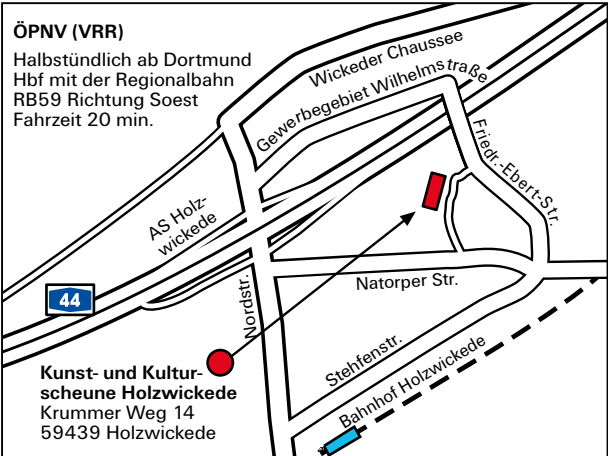 ÖPNV (VRR)
Halbstündlich ab Dortmund
Hbf mit der Regionalbahn
RB59 Richtung Soest
Fahrzeit 20 min.
Wickeder Chaussee
Gewerbegebiet Wilhelmstraße
Friedr.-Ebert-Str.
AS Holz-
wickede
44
Nordstr.
Natorper Str.
Stehfenstr.
Bahnhof Holzwickede
Kunst- und Kultur-
scheune Holzwickede
Krummer Weg 14
59439 Holzwickede